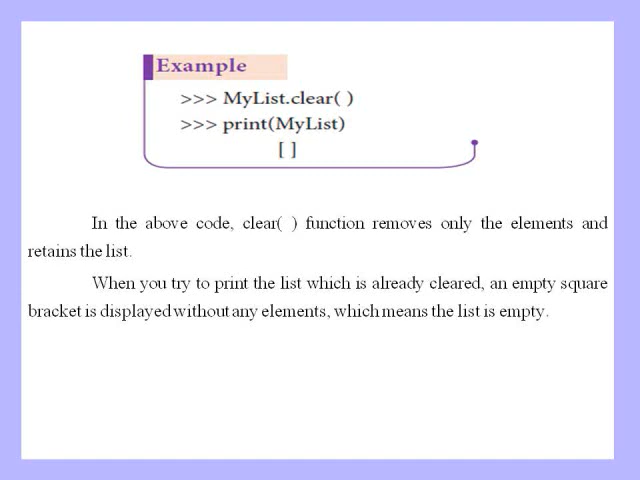 Example
>>> MyList.clear( )
>>> print(MyList)
[ ]
In the above code, clear( ) function removes only the elements and
retains the list.
When you try to print the list which is already cleared, an empty square
bracket is displayed without any elements, which means the list is empty.